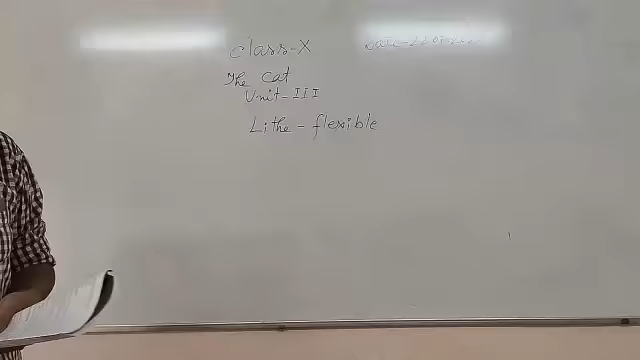 Class-X
The Cat
Unit-III
Lithe - flexible